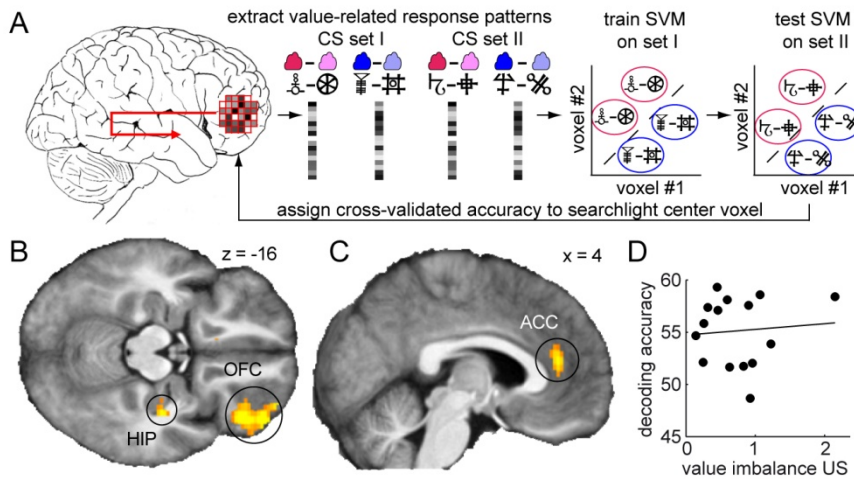 A
extract value-related response patterns
CS set I
CS set II
train SVM
on set I
voxel #2
voxel #1
test SVM
on set II
voxel #2
voxel #1
assign cross-validated accuracy to searchlight center voxel
B
z = -16
OFC
HIP
C
x = 4
ACC
D
decoding accuracy
60
55
50
45
0
1
2
value imbalance US